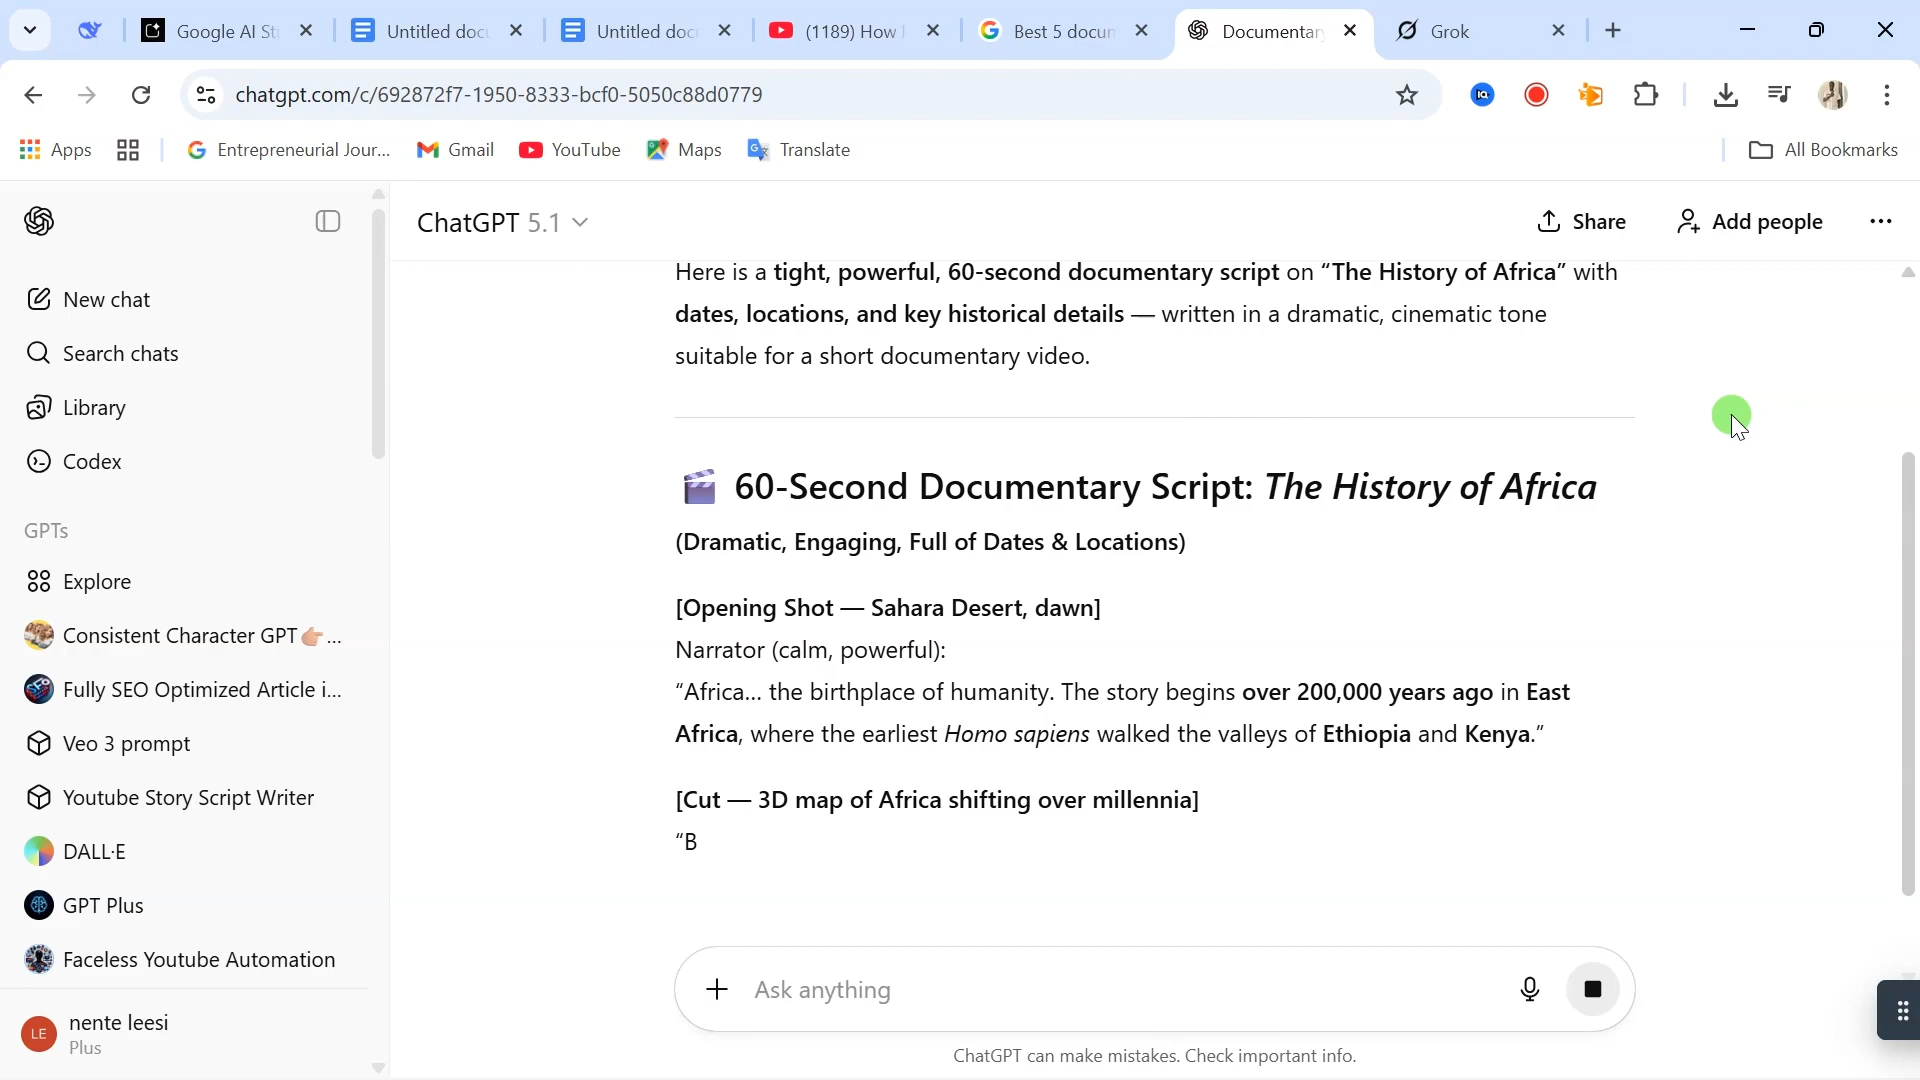 Google AI St
Untitled doc
Untitled doc
(1189) How
Best 5 docum
Documentary
Grok
chatgpt.com/c/692872f7-1950-8333-bcf0-5050c88d0779
Apps
Entrepreneurial Jour...
Gmail
YouTube
Maps
Translate
All Bookmarks
ChatGPT 5.1
Share
Add people
New chat
Search chats
Library
Codex
GPTs
Explore
Consistent Character GPT👉🏼...
Fully SEO Optimized Article i...
Veo 3 prompt
Youtube Story Script Writer
DALL·E
GPT Plus
Faceless Youtube Automation
LE
nente leesi
Plus
Here is a tight, powerful, 60-second documentary script on “The History of Africa” with
dates, locations, and key historical details — written in a dramatic, cinematic tone
suitable for a short documentary video.
🎬 60-Second Documentary Script: The History of Africa
(Dramatic, Engaging, Full of Dates & Locations)
[Opening Shot — Sahara Desert, dawn]
Narrator (calm, powerful):
“Africa… the birthplace of humanity. The story begins over 200,000 years ago in East
Africa, where the earliest Homo sapiens walked the valleys of Ethiopia and Kenya.”
[Cut — 3D map of Africa shifting over millennia]
“B
Ask anything
ChatGPT can make mistakes. Check important info.